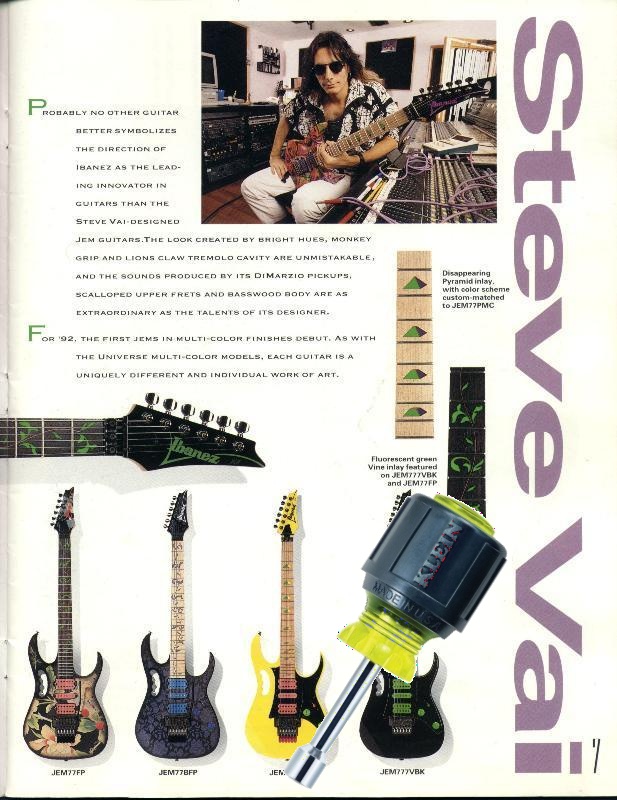 Steve Vai
PROBABLY NO OTHER GUITAR
BETTER SYMBOLIZES
THE DIRECTION OF
IBANEZ AS THE LEAD-
ING INNOVATOR IN
GUITARS THAN THE
STEVE VAI-DESIGNED
JEM GUITARS.THE LOOK CREATED BY BRIGHT HUES, MONKEY
GRIP AND LIONS CLAW TREMOLO CAVITY ARE UNMISTAKABLE,
AND THE SOUNDS PRODUCED BY ITS DIMARZIO PICKUPS,
SCALLOPED UPPER FRETS AND BASSWOOD BODY ARE AS
EXTRAORDINARY AS THE TALENTS OF ITS DESIGNER.
FOR '92, THE FIRST JEMS IN MULTI-COLOR FINISHES DEBUT. AS WITH
THE UNIVERSE MULTI-COLOR MODELS, EACH GUITAR IS A
UNIQUELY DIFFERENT AND INDIVIDUAL WORK OF ART.
Ibanez
Disappearing
Pyramid inlay,
with color scheme
custom-matched
to JEM77PMC
Ibanez
Fluorescent green
Vine inlay featured
on JEM777VBK
and JEM77FP
KLEIN
MADE IN U.S.A.
JEM77FP
JEM77BFP
JEM
JEM777VBK